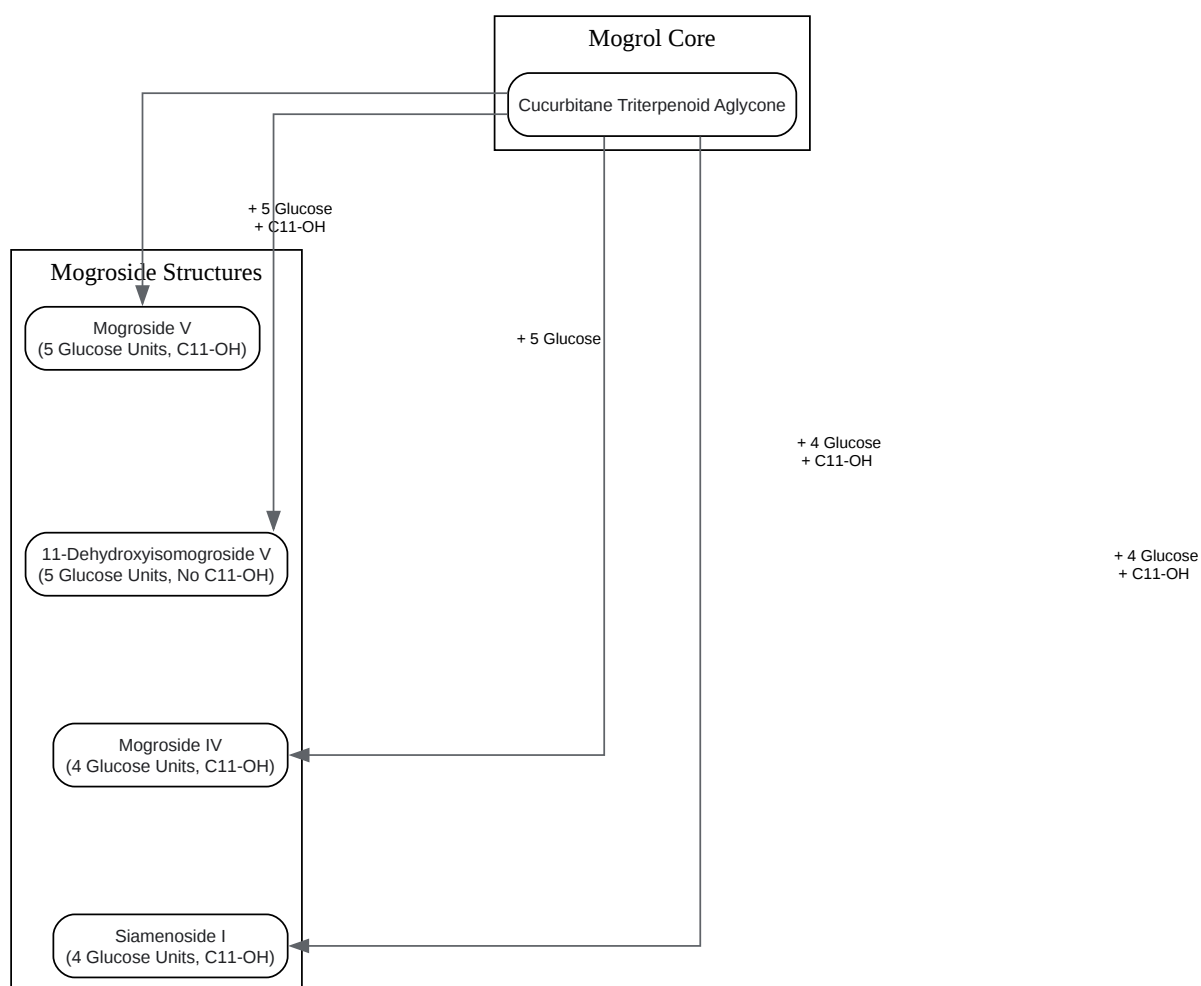 Mogrol Core
Cucurbitane Triterpenoid Aglycone
+ 5 Glucose
+ C11-OH
Mogroside Structures
Mogroside V
(5 Glucose Units, C11-OH)
+ 5 Glucose
+ 4 Glucose
+ C11-OH
11-Dehydroxyisomogroside V
(5 Glucose Units, No C11-OH)
+ 4 Glucose
+ C11-OH
Mogroside IV
(4 Glucose Units, C11-OH)
Siamenoside I
(4 Glucose Units, C11-OH)